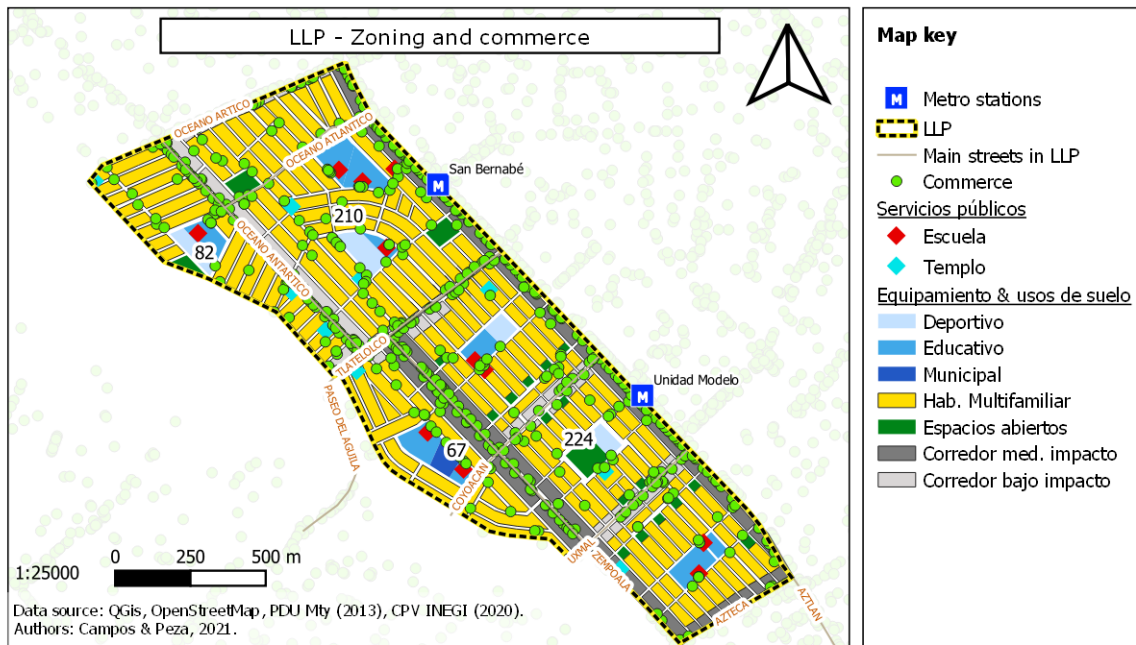 LLP - Zoning and commerce
OCEANO ARTICO
OCEANO ATLANTICO
M
San Bernabé
210
82
OCEANO ANTARTICO
TLATELOLCO
PASEO DEL AGUILA
M
Unidad Modelo
67
224
COYOACAN
UXMAL
ZEMPOALA
AZTECA
AZTLAN
0 250 500 m
1:25000
Data source: QGis, OpenStreetMap, PDU Mty (2013), CPV INEGI (2020).
Authors: Campos & Peza, 2021.
Map key
M Metro stations
LLP
Main streets in LLP
Commerce
Servicios públicos
Escuela
Templo
Equipamiento & usos de suelo
Deportivo
Educativo
Municipal
Hab. Multifamiliar
Espacios abiertos
Corredor med. impacto
Corredor bajo impacto